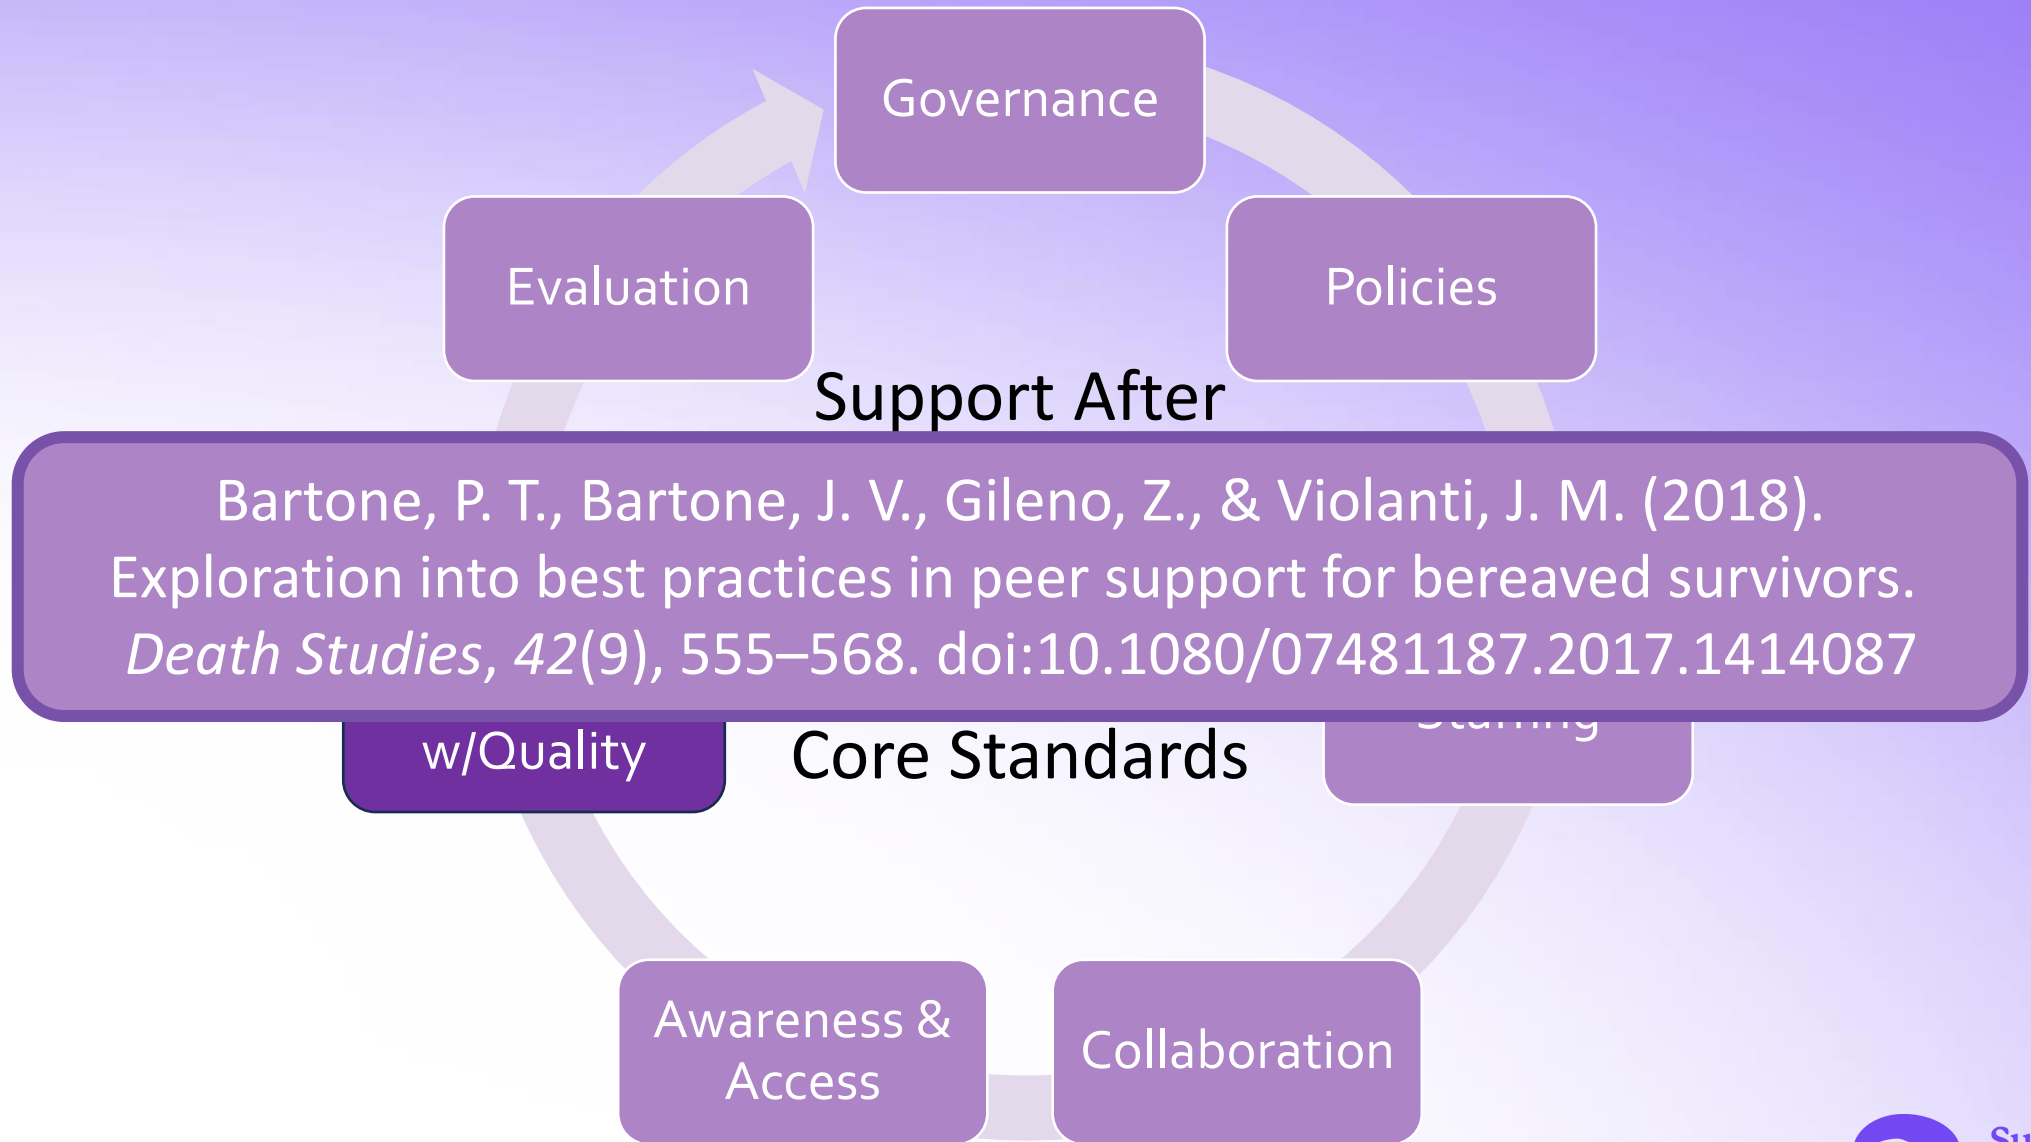 Governance
Evaluation
Policies
Support After
Bartone, P. T., Bartone, J. V., Gileno, Z., & Violanti, J. M. (2018).
Exploration into best practices in peer support for bereaved survivors.
Death Studies, 42(9), 555–568. doi:10.1080/07481187.2017.1414087
w/Quality
Core Standards
Awareness &
Access
Collaboration